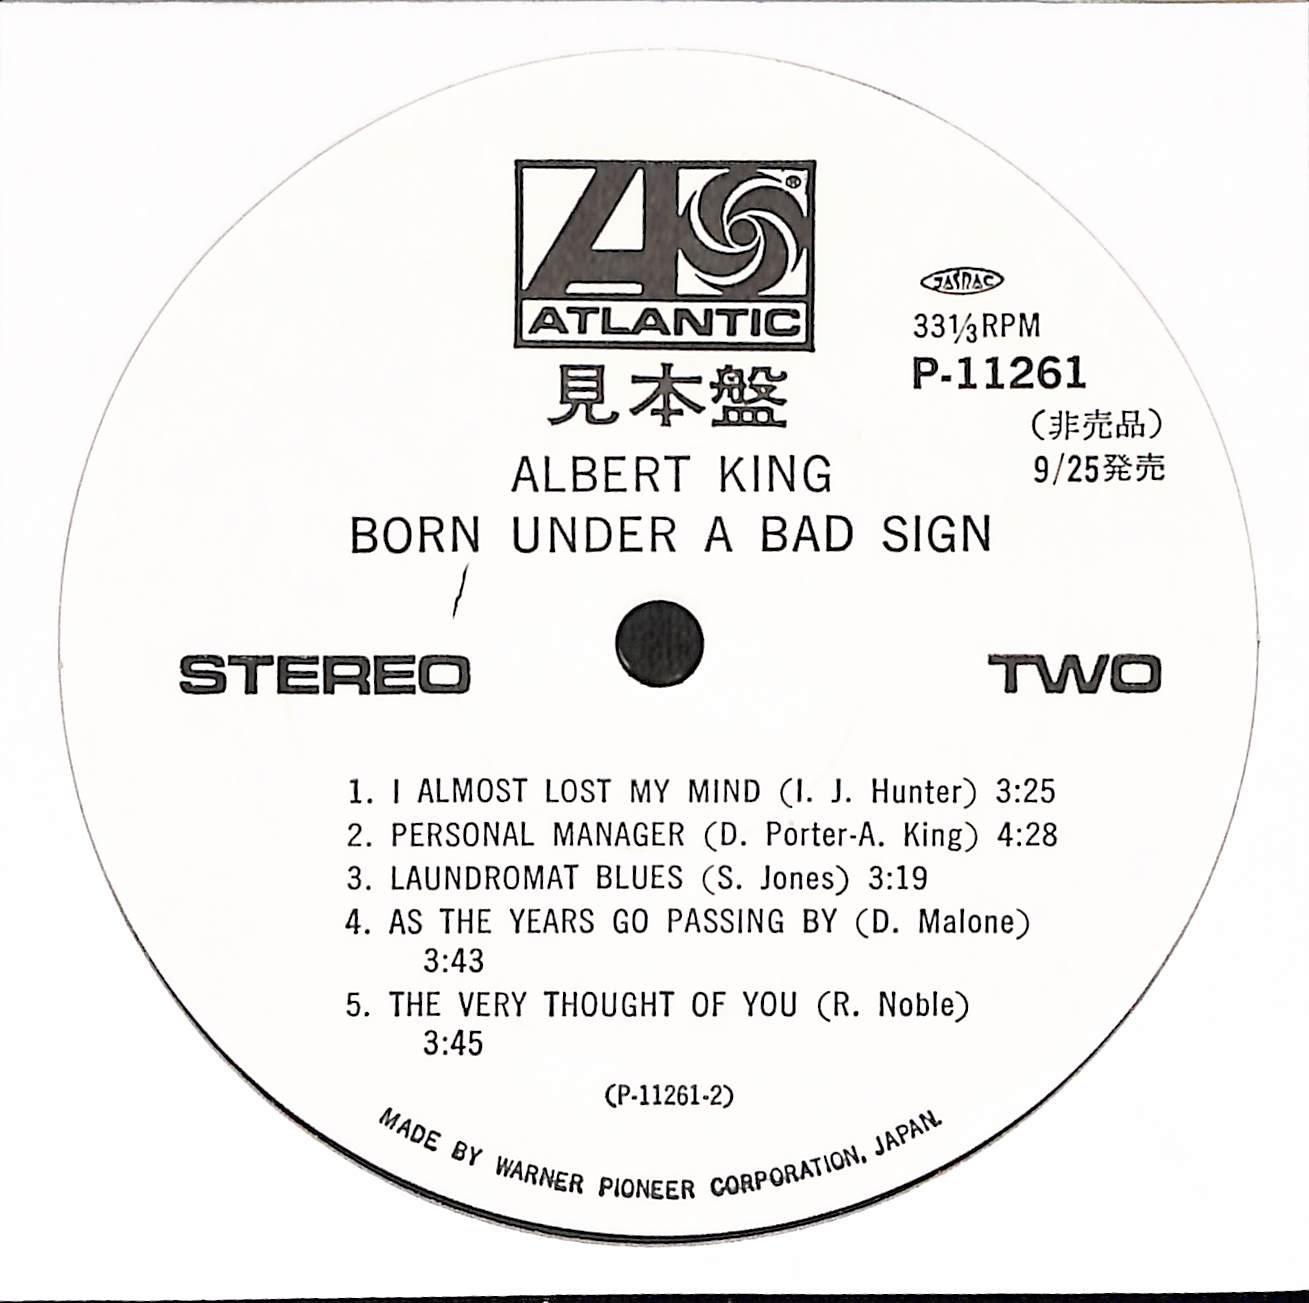 ATLANTIC
®
見本盤
JASRAC
33⅓RPM
P-11261
(非売品)
9/25発売
ALBERT KING
BORN UNDER A BAD SIGN
STEREO
TWO
1. I ALMOST LOST MY MIND (I. J. Hunter) 3:25
2. PERSONAL MANAGER (D. Porter-A. King) 4:28
3. LAUNDROMAT BLUES (S. Jones) 3:19
4. AS THE YEARS GO PASSING BY (D. Malone)
3:43
5. THE VERY THOUGHT OF YOU (R. Noble)
3:45
(P-11261-2)
MADE BY WARNER PIONEER CORPORATION, JAPAN.